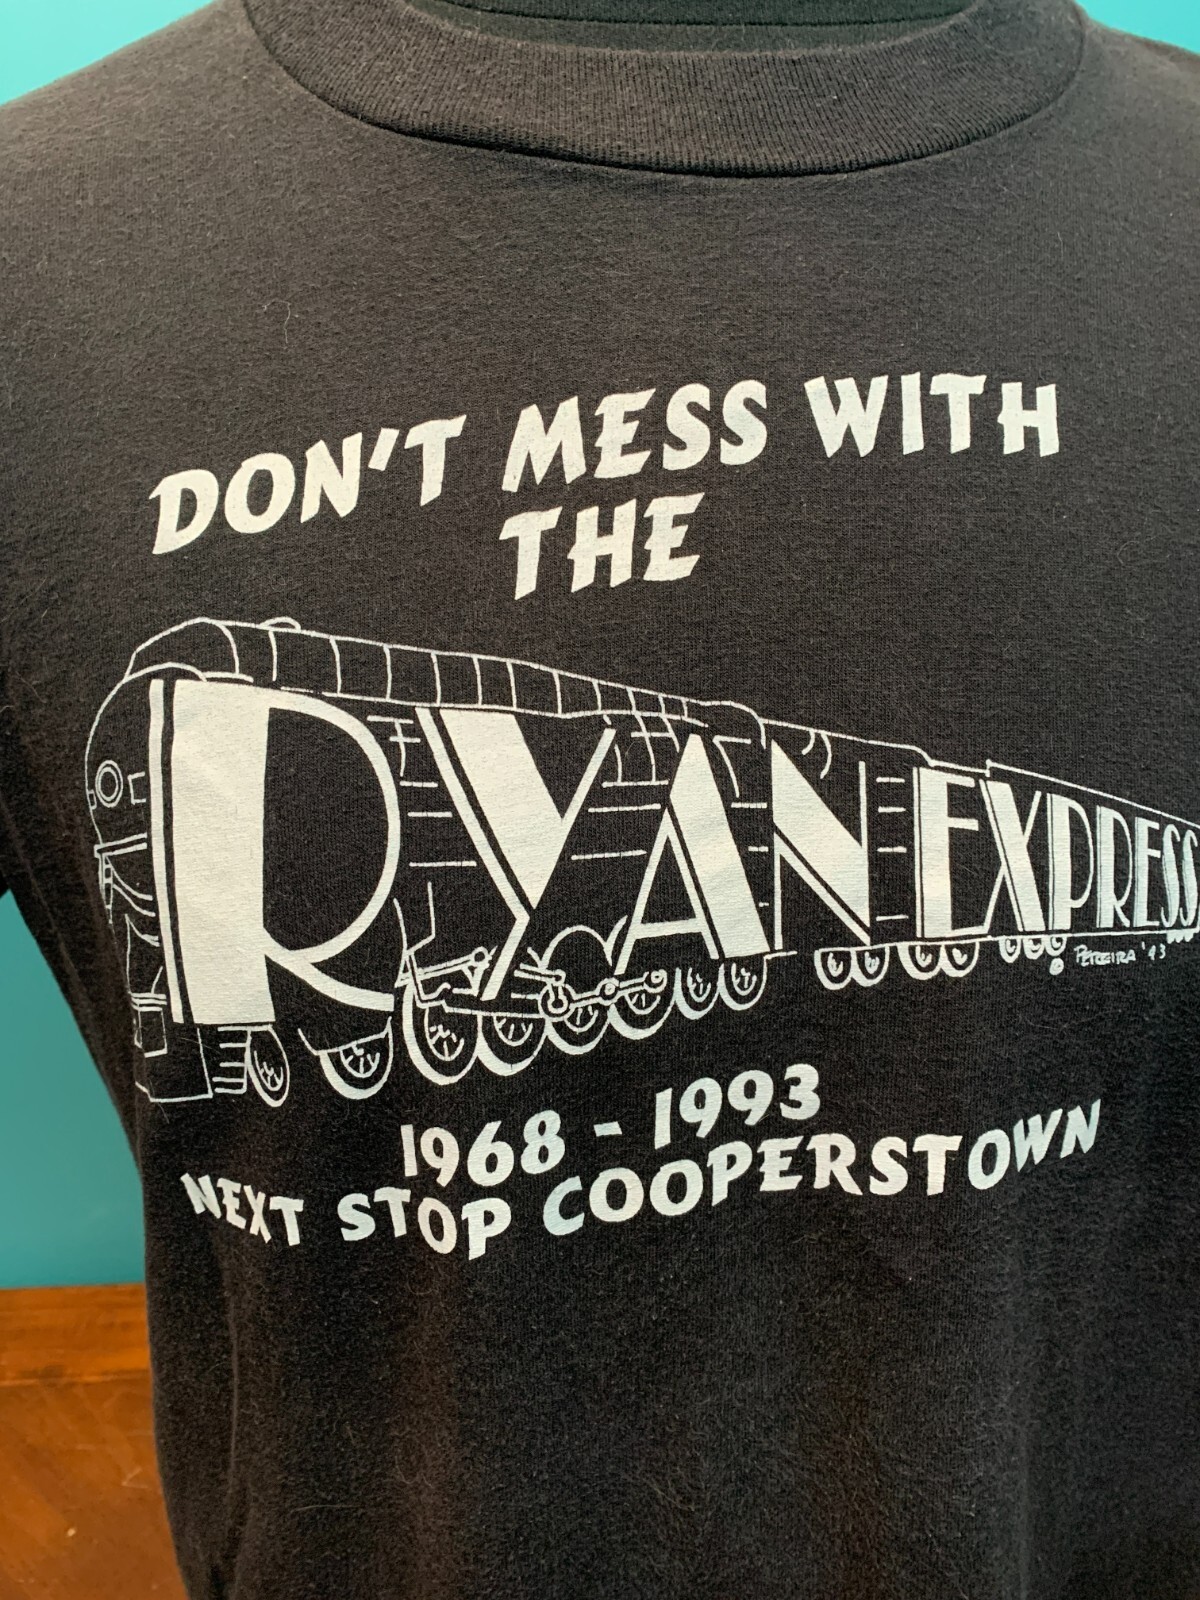 DON'T MESS WITH
THE
RYAN EXPRESS
PEREIRA '93
1968 - 1993
NEXT STOP COOPERSTOWN